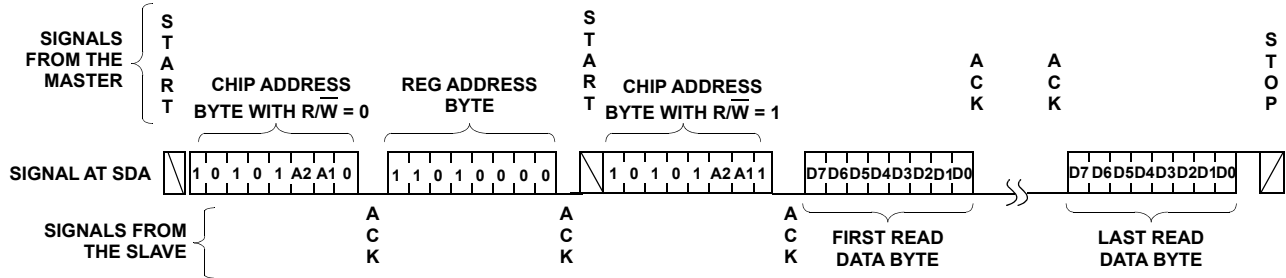 SIGNALS
FROM THE
MASTER
START
CHIP ADDRESS
BYTE WITH R/W̅ = 0
REG ADDRESS
BYTE
START
CHIP ADDRESS
BYTE WITH R/W̅ = 1
ACK
ACK
STOP
SIGNAL AT SDA
1 0 1 0 1 A2 A1 0
1 1 0 1 0 0 0 0
1 0 1 0 1 A2 A1 1
D7 D6 D5 D4 D3 D2 D1 D0
D7 D6 D5 D4 D3 D2 D1 D0
SIGNALS FROM
THE SLAVE
ACK
ACK
ACK
FIRST READ
DATA BYTE
LAST READ
DATA BYTE